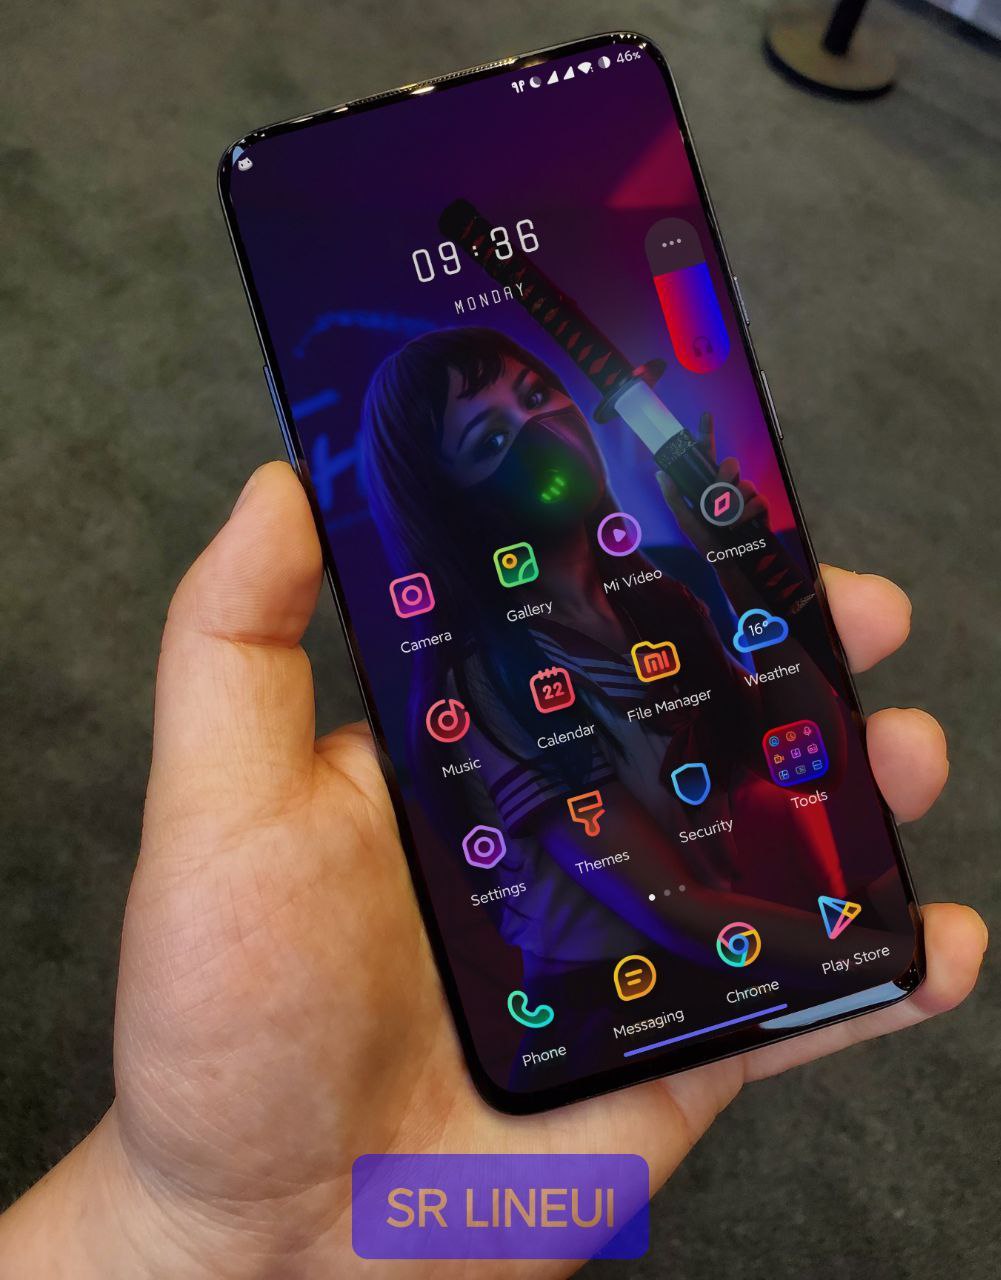 46%
09:36
MONDAY
Camera
Gallery
Mi Video
Compass
Music
22
Calendar
File Manager
16°
Weather
Settings
Themes
Security
Tools
Phone
Messaging
Chrome
Play Store
SR LINEUI